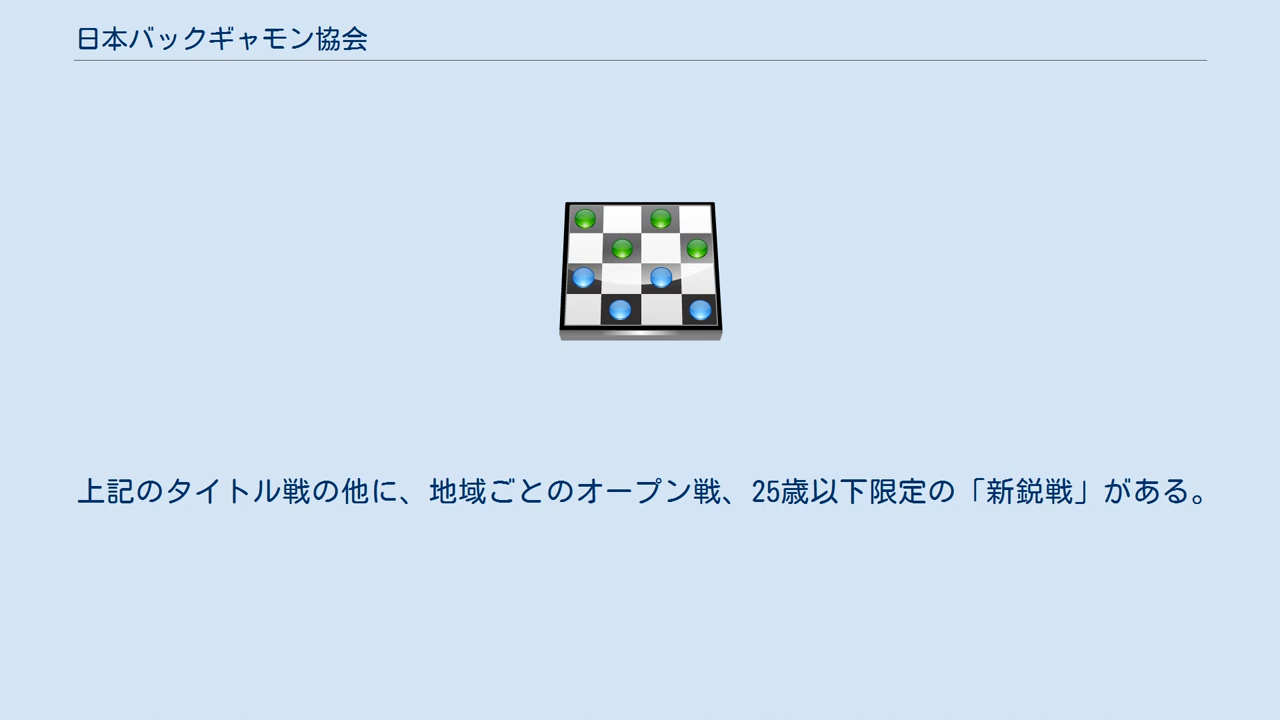 日本バックギャモン協会
上記のタイトル戦の他に、地域ごとのオープン戦、25歳以下限定の「新鋭戦」がある。